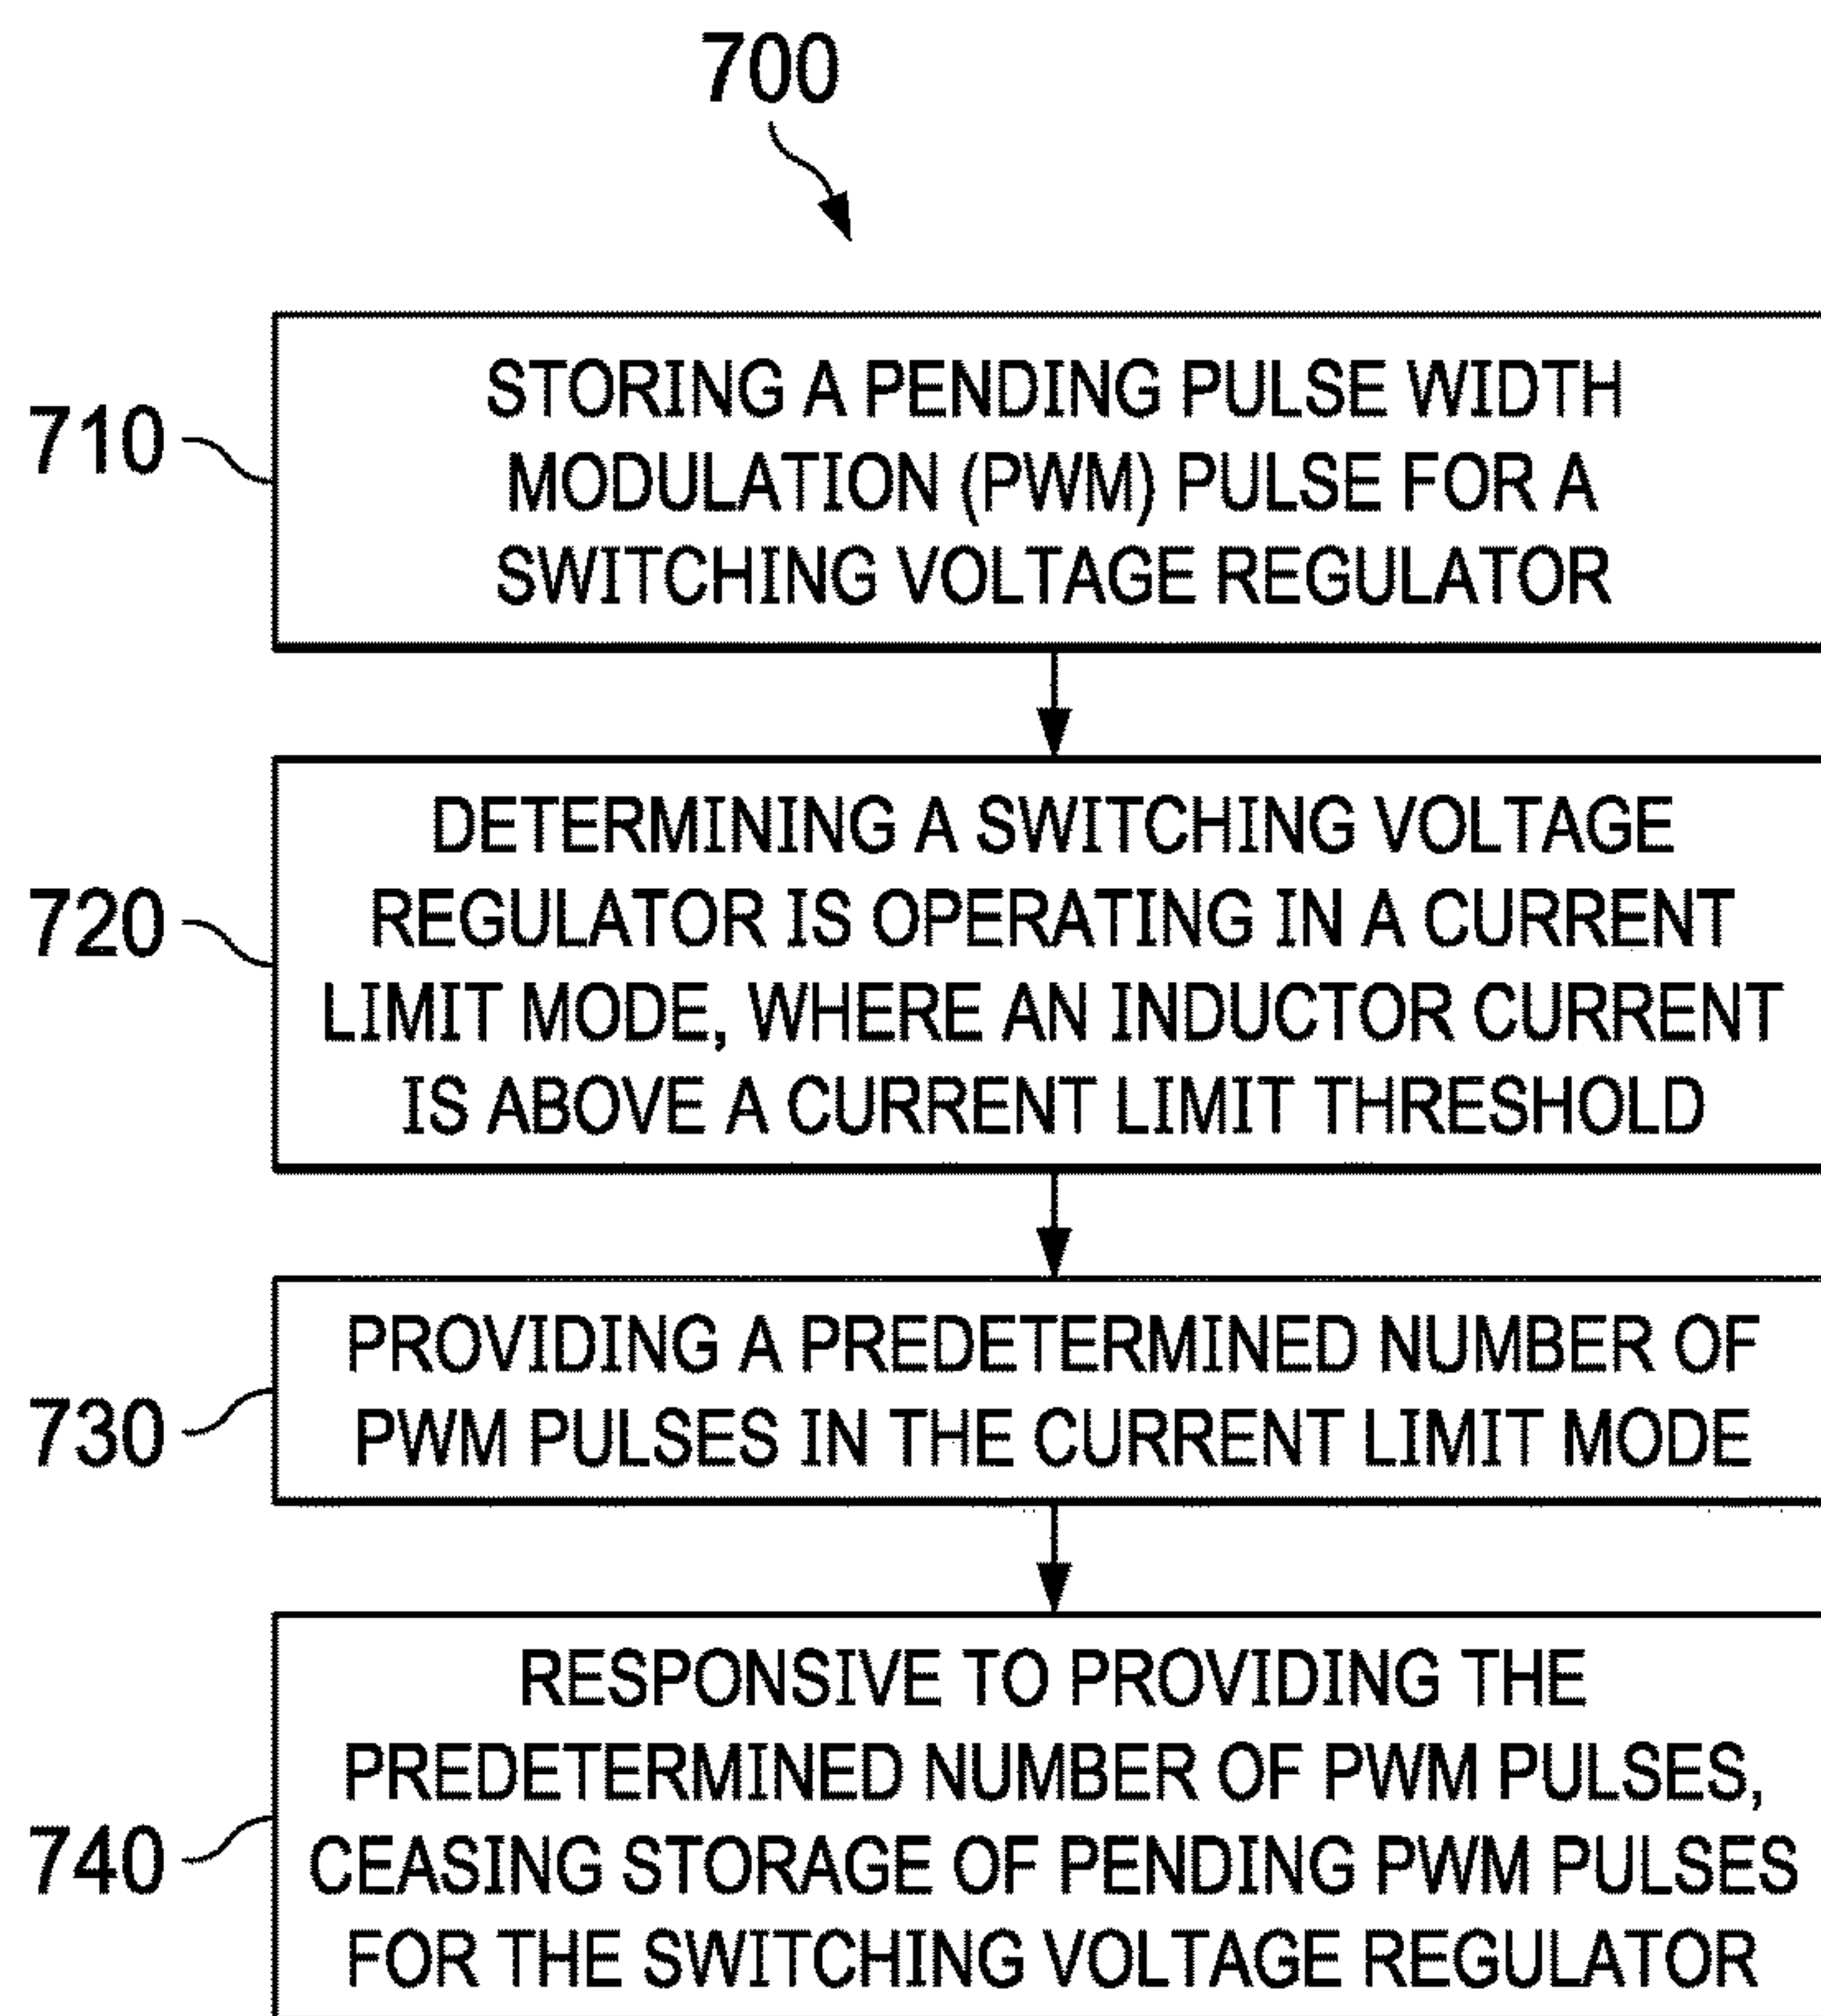 700
710
STORING A PENDING PULSE WIDTH
MODULATION (PWM) PULSE FOR A
SWITCHING VOLTAGE REGULATOR
720
DETERMINING A SWITCHING VOLTAGE
REGULATOR IS OPERATING IN A CURRENT
LIMIT MODE, WHERE AN INDUCTOR CURRENT
IS ABOVE A CURRENT LIMIT THRESHOLD
730
PROVIDING A PREDETERMINED NUMBER OF
PWM PULSES IN THE CURRENT LIMIT MODE
740
RESPONSIVE TO PROVIDING THE
PREDETERMINED NUMBER OF PWM PULSES,
CEASING STORAGE OF PENDING PWM PULSES
FOR THE SWITCHING VOLTAGE REGULATOR